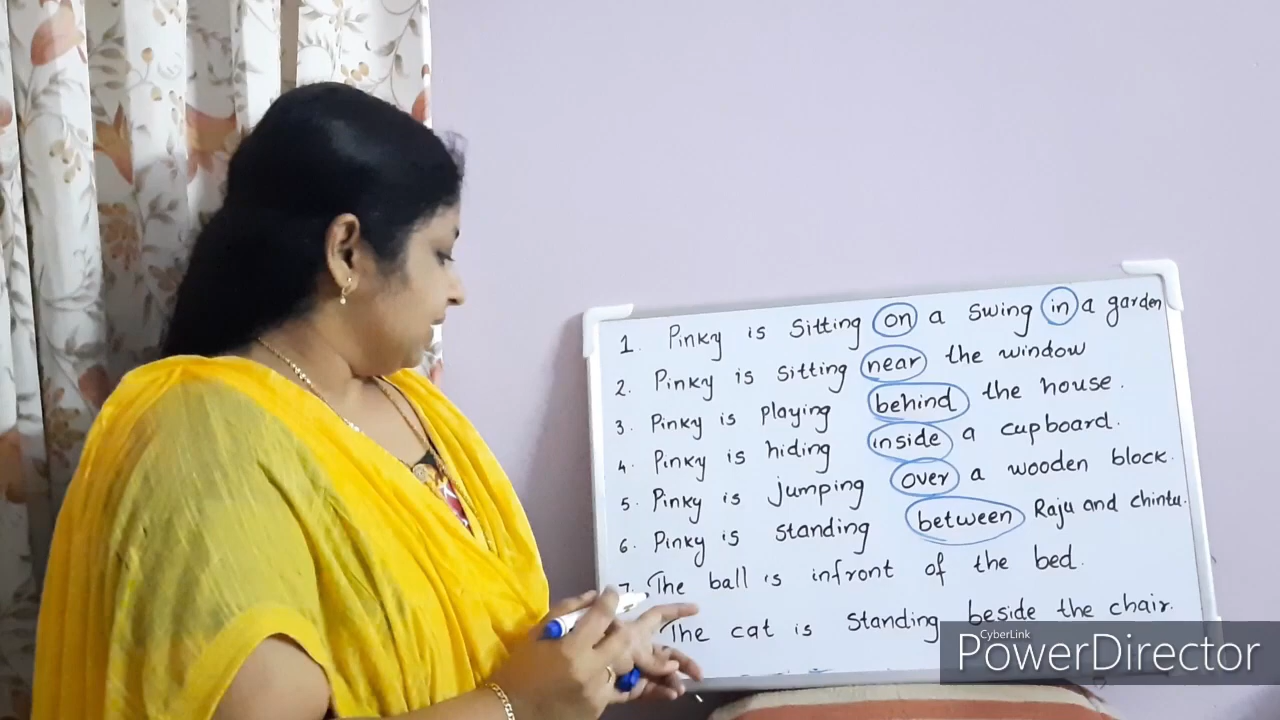 1. Pinky is Sitting on a swing in a garden
2. Pinky is sitting near the window
3. Pinky is playing behind the house.
4. Pinky is hiding inside a cupboard.
5. Pinky is jumping over a wooden block.
6. Pinky is standing between Raju and chintu.
7. The ball is infront of the bed.
The cat is standing beside the chair.
CyberLink
PowerDirector